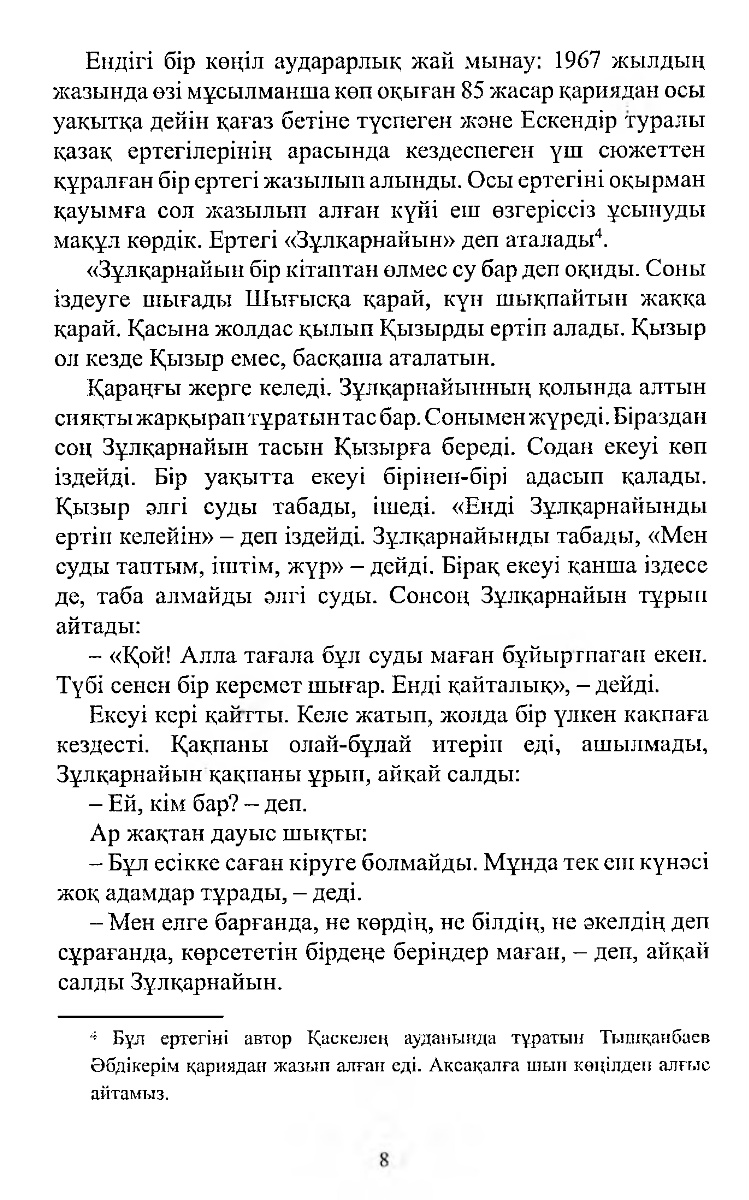 Ендігі бір көңіл аударарлық жай мынау: 1967 жылдың
жазында өзі мұсылманша көп оқыған 85 жасар қариядан осы
уақытқа дейін қағаз бетіне түспеген және Ескендір туралы
қазақ ертегілерінің арасында кездеспеген үш сюжеттен
құралған бір ертегі жазылып алынды. Осы ертегіні оқырман
қауымға сол жазылып алған күйі еш өзгеріссіз ұсынуды
мақұл көрдік. Ертегі «Зұлқарнайын» деп аталады⁴.
«Зұлқарнайын бір кітаптан өлмес су бар деп оқиды. Соны
іздеуге шығады Шығысқа қарай, күн шықпайтын жаққа
қарай. Қасына жолдас қылып Қызырды ертіп алады. Қызыр
ол кезде Қызыр емес, басқаша аталатын.
Қараңғы жерге келеді. Зұлқарнайынның қолында алтын
сияқты жарқырап тұратын тас бар. Сонымен жүреді. Біраздан
соң Зұлқарнайын тасын Қызырға береді. Содан екеуі көп
іздейді. Бір уақытта екеуі бірінен-бірі адасып қалады.
Қызыр әлгі суды табады, ішеді. «Енді Зұлқарнайынды
ертіп келейін» – деп іздейді. Зұлқарнайынды табады, «Мен
суды таптым, іштім, жүр» – дейді. Бірақ екеуі қанша іздесе
де, таба алмайды әлгі суды. Сонсоң Зұлқарнайын тұрып
айтады:
– «Қой! Алла тағала бұл суды маған бұйыртпаған екен.
Түбі сенен бір керемет шығар. Енді қайталық», – дейді.
Екеуі кері қайтты. Келе жатып, жолда бір үлкен какпаға
кездесті. Қақпаны олай-бұлай итеріп еді, ашылмады,
Зұлқарнайын қақпаны ұрып, айқай салды:
– Ей, кім бар? – деп.
Ар жақтан дауыс шықты:
– Бұл есікке саған кіруге болмайды. Мұнда тек еш күнәсі
жоқ адамдар тұрады, – деді.
– Мен елге барғанда, не көрдің, не білдің, не әкелдің деп
сұрағанда, көрсететін бірдеңе беріңдер маған, – деп, айқай
салды Зұлқарнайын.
⁴ Бұл ертегіні автор Қаскелең ауданында тұратын Тышқанбаев
Әбдікерім қариядан жазып алған еді. Ақсақалға шын көңілден алғыс
айтамыз.
8